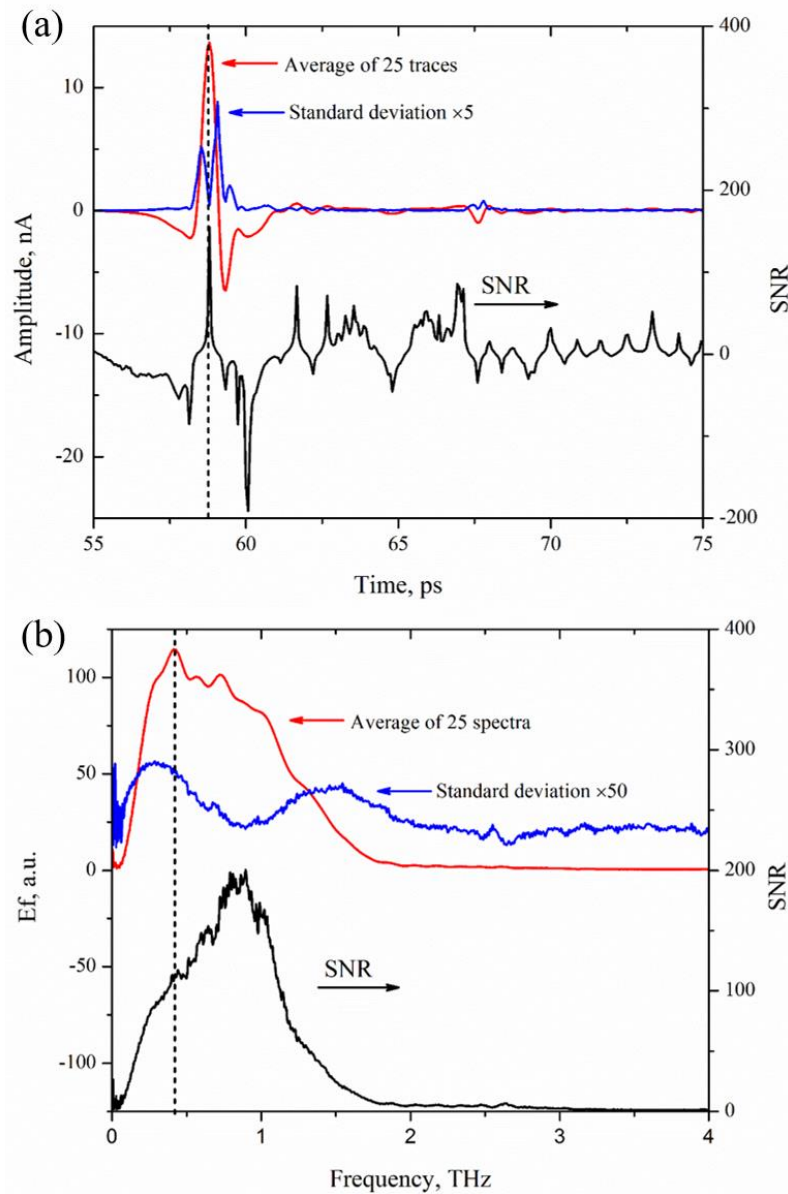 (a)
400
300
200
100
0
-100
-200
10
0
-10
-20
Amplitude, nA
SNR
Average of 25 traces
Standard deviation ×5
SNR
55
60
65
70
75
Time, ps
(b)
400
300
200
100
0
100
50
0
-50
-100
Ef, a.u.
SNR
Average of 25 spectra
Standard deviation ×50
SNR
0
1
2
3
4
Frequency, THz